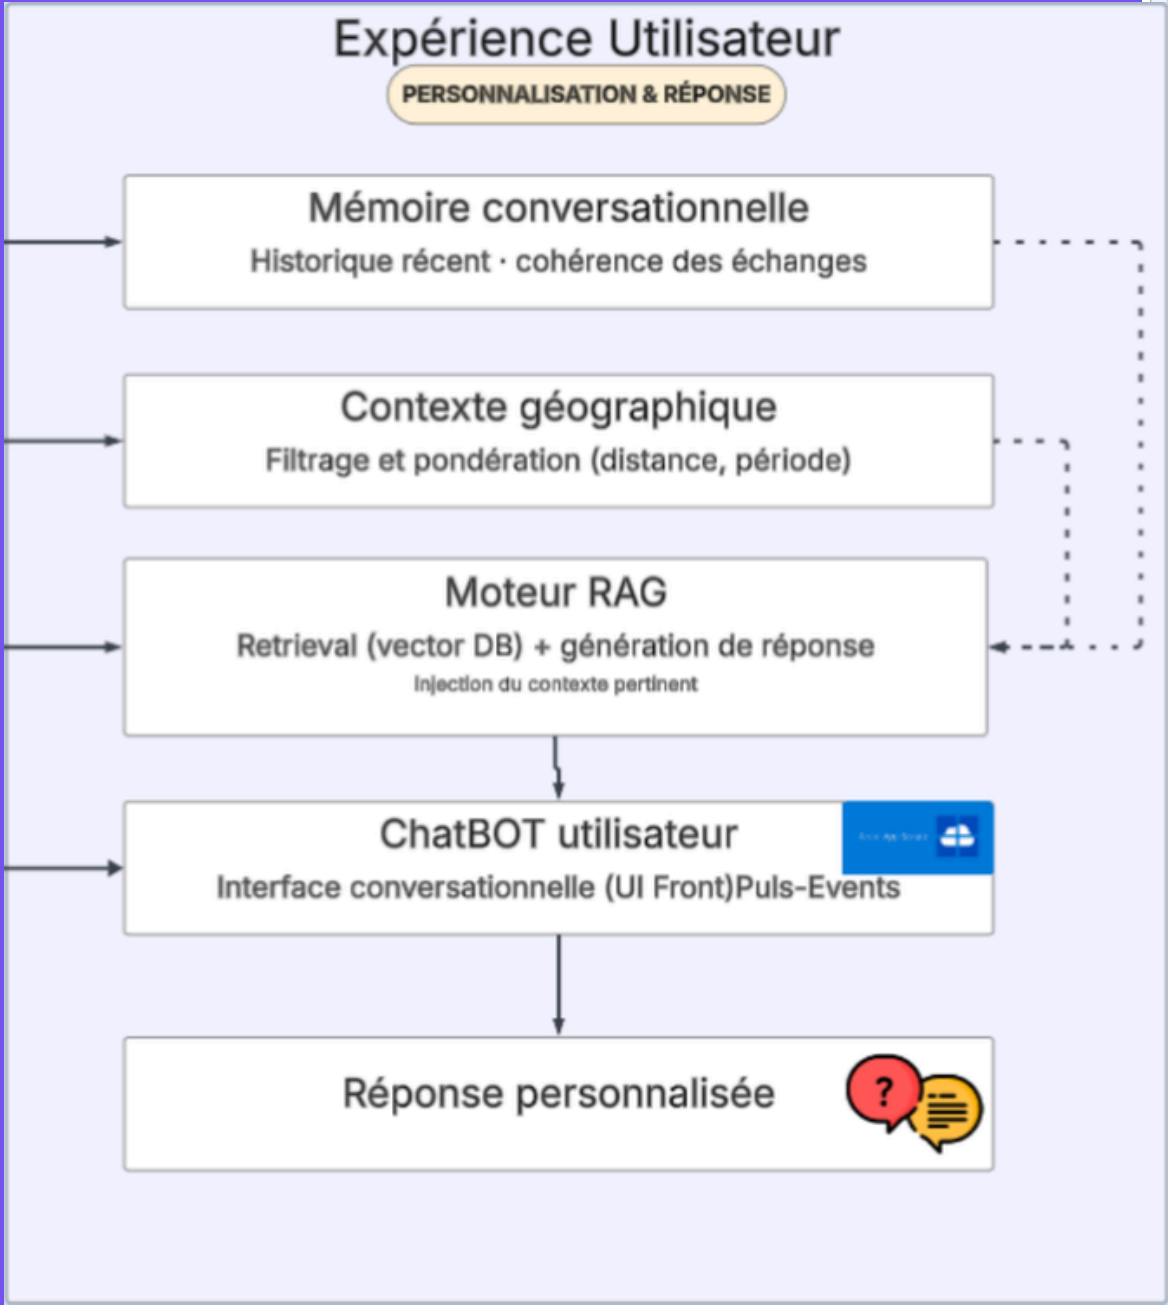 Expérience Utilisateur
PERSONNALISATION & RÉPONSE
Mémoire conversationnelle
Historique récent · cohérence des échanges
Contexte géographique
Filtrage et pondération (distance, période)
Moteur RAG
Retrieval (vector DB) + génération de réponse
Injection du contexte pertinent
ChatBOT utilisateur
Interface conversationnelle (UI Front)Puls-Events
Réponse personnalisée
?